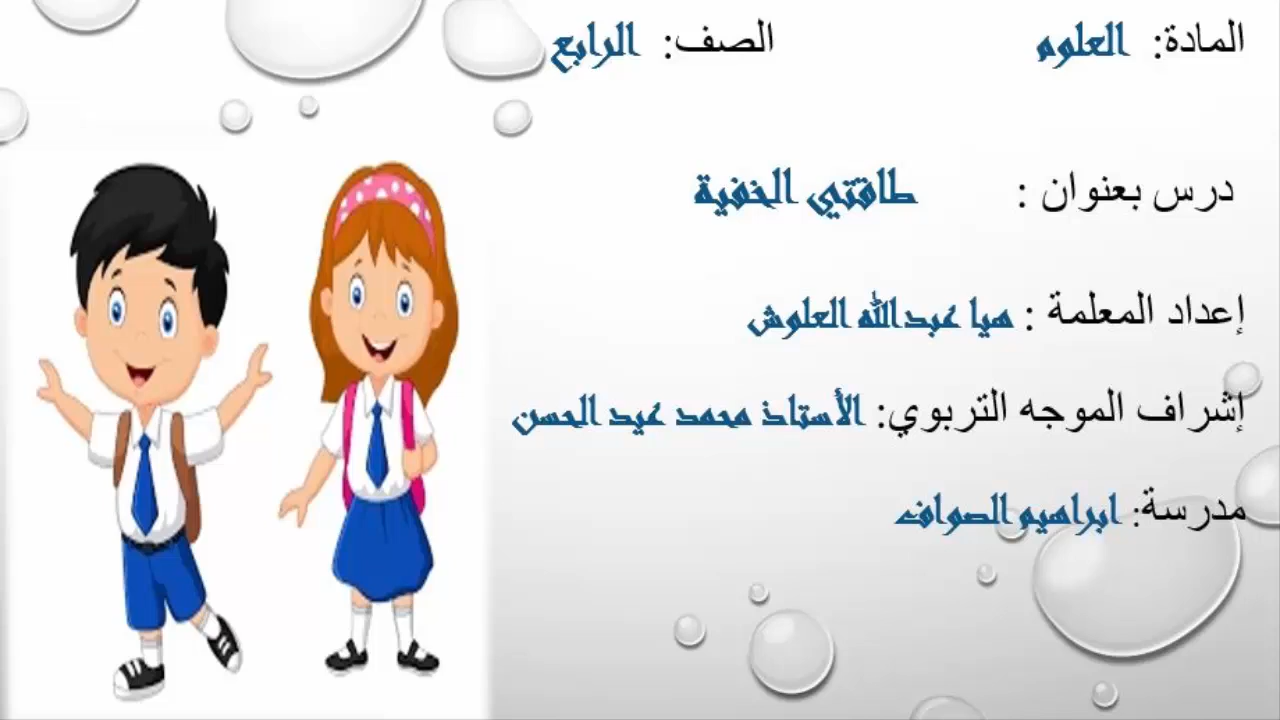 المادة: العلوم الصف: الرابع
درس بعنوان : طاقتي الخفية
إعداد المعلمة : هيا عبدالله العلوش
إشراف الموجه التربوي: الأستاذ محمد عيد الحسن
مدرسة: ابراهيم الصواف